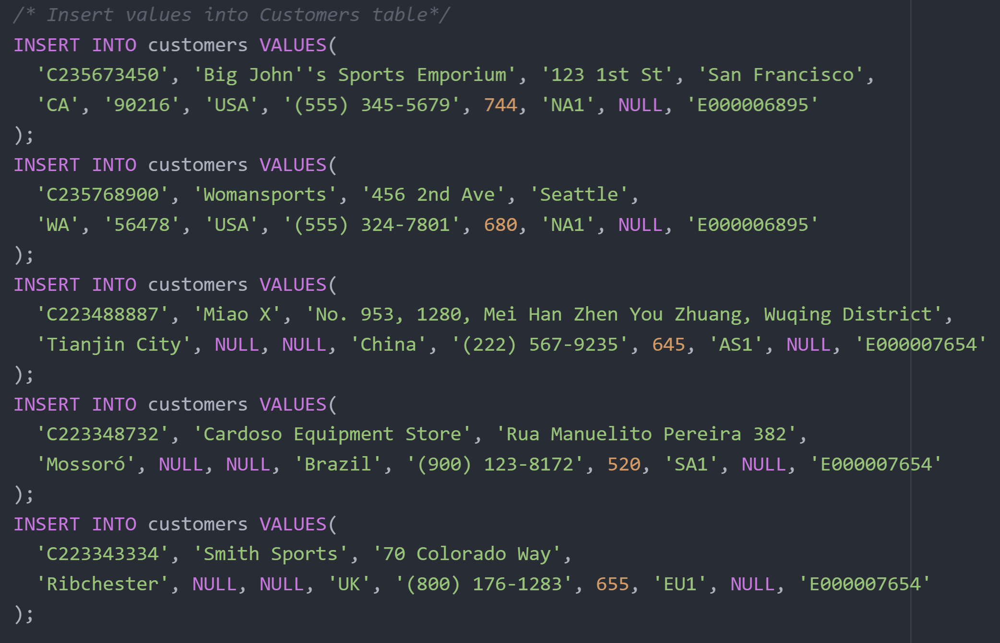 /* Insert values into Customers table*/
INSERT INTO customers VALUES(
  'C235673450', 'Big John''s Sports Emporium', '123 1st St', 'San Francisco',
  'CA', '90216', 'USA', '(555) 345-5679', 744, 'NA1', NULL, 'E000006895'
);
INSERT INTO customers VALUES(
  'C235768900', 'Womansports', '456 2nd Ave', 'Seattle',
  'WA', '56478', 'USA', '(555) 324-7801', 680, 'NA1', NULL, 'E000006895'
);
INSERT INTO customers VALUES(
  'C223488887', 'Miao X', 'No. 953, 1280, Mei Han Zhen You Zhuang, Wuqing District',
  'Tianjin City', NULL, NULL, 'China', '(222) 567-9235', 645, 'AS1', NULL, 'E000007654'
);
INSERT INTO customers VALUES(
  'C223348732', 'Cardoso Equipment Store', 'Rua Manuelito Pereira 382',
  'Mossoró', NULL, NULL, 'Brazil', '(900) 123-8172', 520, 'SA1', NULL, 'E000007654'
);
INSERT INTO customers VALUES(
  'C223343334', 'Smith Sports', '70 Colorado Way',
  'Ribchester', NULL, NULL, 'UK', '(800) 176-1283', 655, 'EU1', NULL, 'E000007654'
);